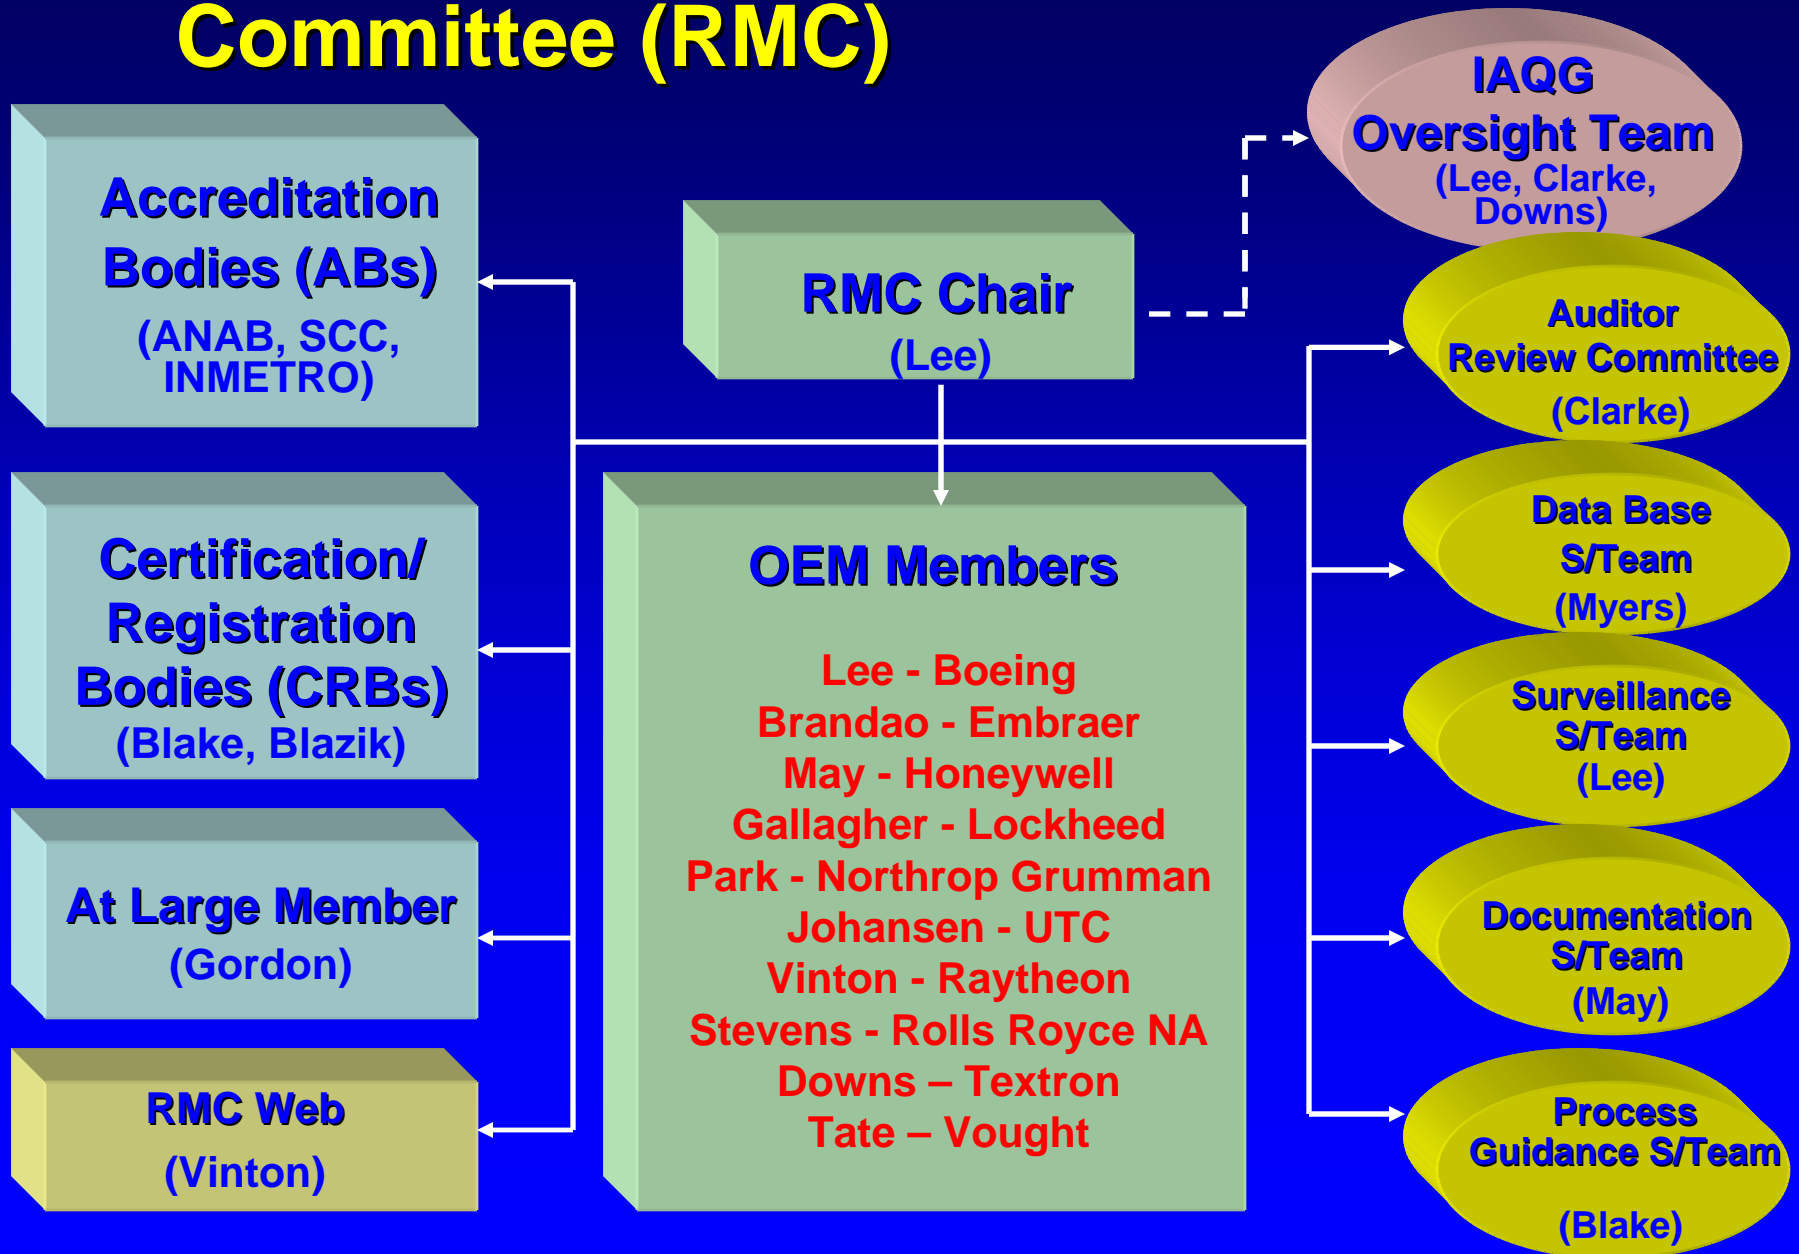 Committee (RMC)
Accreditation
Bodies (ABs)
(ANAB, SCC,
INMETRO)
Certification/
Registration
Bodies (CRBs)
(Blake, Blazik)
At Large Member
(Gordon)
RMC Web
(Vinton)
RMC Chair
(Lee)
OEM Members
Lee - Boeing
Brandao - Embraer
May - Honeywell
Gallagher - Lockheed
Park - Northrop Grumman
Johansen - UTC
Vinton - Raytheon
Stevens - Rolls Royce NA
Downs – Textron
Tate – Vought
IAQG
Oversight Team
(Lee, Clarke,
Downs)
Auditor
Review Committee
(Clarke)
Data Base
S/Team
(Myers)
Surveillance
S/Team
(Lee)
Documentation
S/Team
(May)
Process
Guidance S/Team
(Blake)